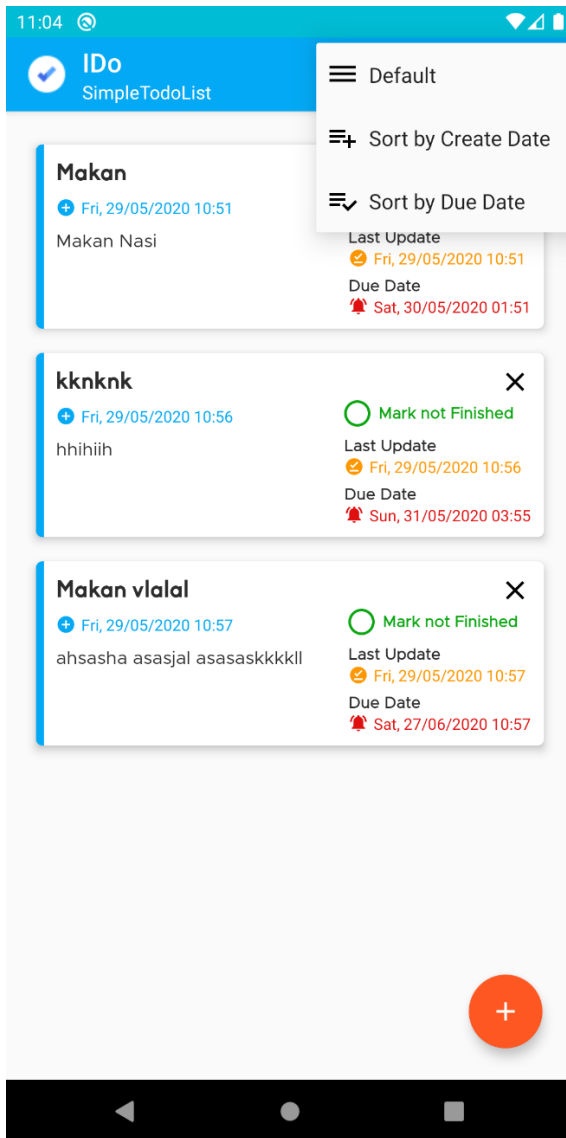 11:04
IDo
SimpleTodoList
Default
Sort by Create Date
Sort by Due Date
Makan
Fri, 29/05/2020 10:51
Makan Nasi
Last Update
Fri, 29/05/2020 10:51
Due Date
Sat, 30/05/2020 01:51
kknknk
Fri, 29/05/2020 10:56
Mark not Finished
hhihiih
Last Update
Fri, 29/05/2020 10:56
Due Date
Sun, 31/05/2020 03:55
Makan vlalal
Fri, 29/05/2020 10:57
Mark not Finished
ahsasha asasjal asasaskkkkll
Last Update
Fri, 29/05/2020 10:57
Due Date
Sat, 27/06/2020 10:57